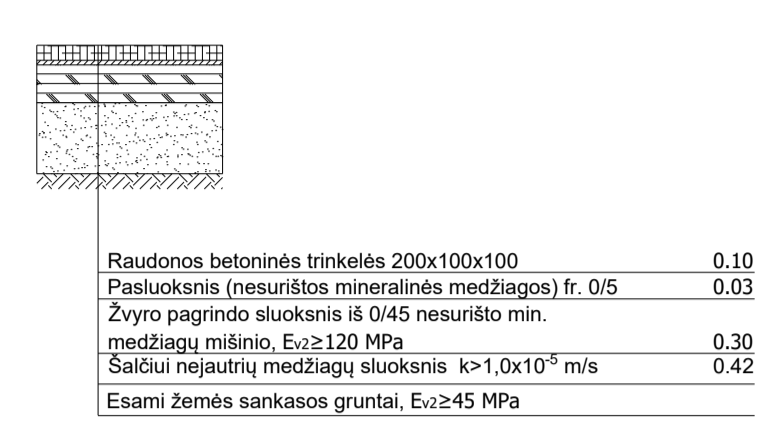 Raudonos betoninės trinkelės 200x100x100 0.10
Pasluoksnis (nesurištos mineralinės medžiagos) fr. 0/5 0.03
Žvyro pagrindo sluoksnis iš 0/45 nesurišto min.
medžiagų mišinio, Ev2≥120 MPa 0.30
Šalčiui nejautrių medžiagų sluoksnis k>1,0x10⁻⁵ m/s 0.42
Esami žemės sankasos gruntai, Ev2≥45 MPa